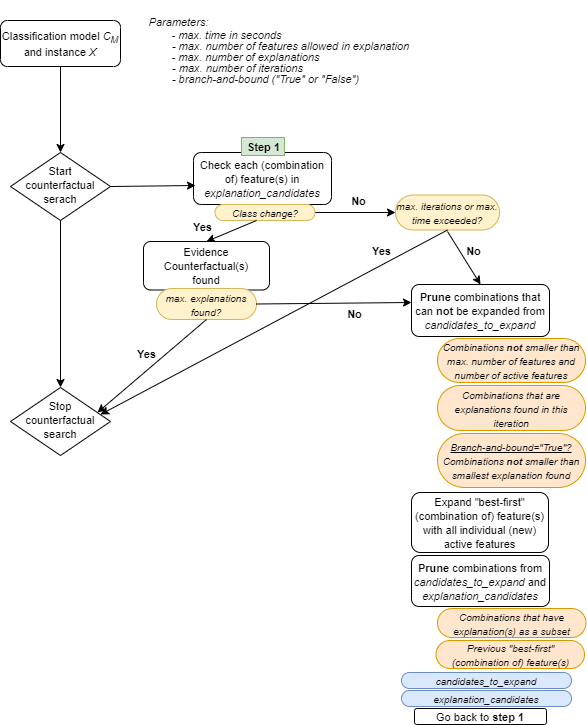 Parameters:
- max. time in seconds
- max. number of features allowed in explanation
- max. number of explanations
- max. number of iterations
- branch-and-bound ("True" or "False")
Classification model CM
and instance X
Start
counterfactual
serach
Step 1
Check each (combination
of) feature(s) in
explanation_candidates
Class change?
No
max. iterations or max.
time exceeded?
Yes
Evidence
Counterfactual(s)
found
max. explanations
found?
Yes
No
No
Prune combinations that
can not be expanded from
candidates_to_expand
Combinations not smaller than
max. number of features and
number of active features
Yes
Stop
counterfactual
search
Combinations that are
explanations found in this
iteration
Branch-and-bound="True"?
Combinations not smaller than
smallest explanation found
Expand "best-first"
(combination of) feature(s)
with all individual (new)
active features
Prune combinations from
candidates_to_expand and
explanation_candidates
Combinations that have
explanation(s) as a subset
Previous "best-first"
(combination of) feature(s)
candidates_to_expand
explanation_candidates
Go back to step 1